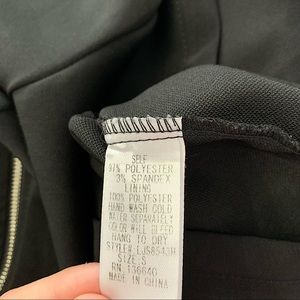 SELF
97% POLYESTER
3% SPANDEX
LINING
100% POLYESTER
HAND WASH COLD
WATER SEPARATELY
COLOR WILL BLEED
HANG TO DRY
SIZE:S
RN 136640
MADE IN CHINA